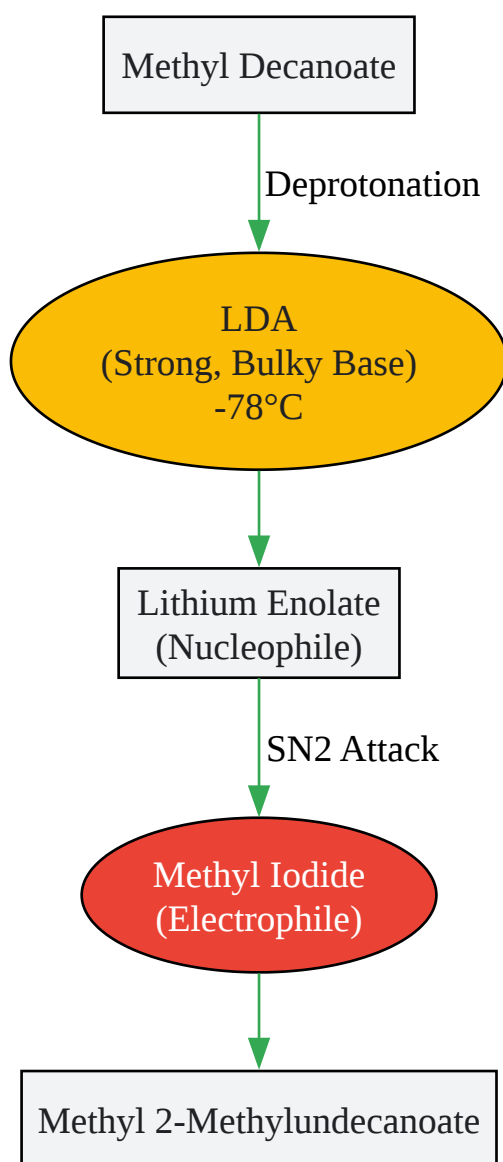 Methyl Decanoate
Deprotonation
LDA
(Strong, Bulky Base)
-78°C
Lithium Enolate
(Nucleophile)
SN2 Attack
Methyl Iodide
(Electrophile)
Methyl 2-Methylundecanoate